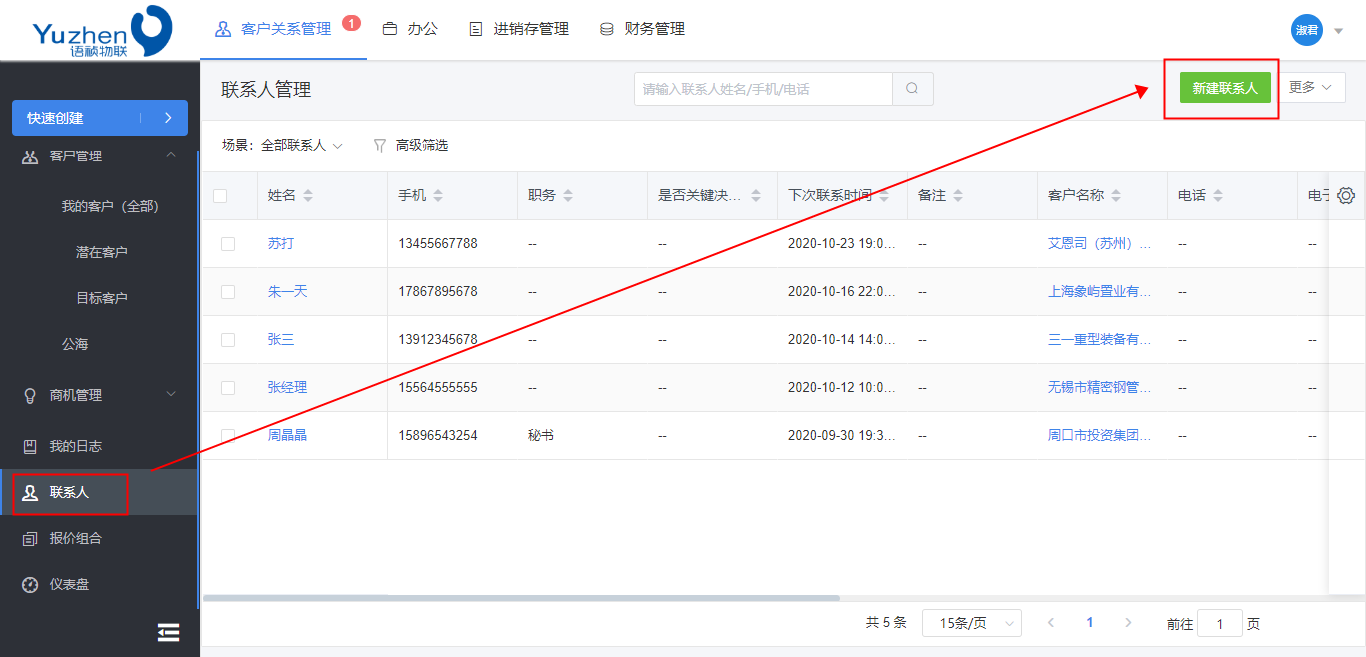 Yuzhen
语祯物联
客户关系管理 1
办公
进销存管理
财务管理
淑君
快速创建
客户管理
我的客户（全部）
潜在客户
目标客户
公海
商机管理
我的日志
联系人
报价组合
仪表盘
联系人管理
请输入联系人姓名/手机/电话
新建联系人
更多
场景： 全部联系人 高级筛选
姓名 手机 职务 是否关键决... 下次联系时间 备注 客户名称 电话 电子
苏打 13455667788 -- -- 2020-10-23 19:0... -- 艾恩司（苏州）... -- --
朱一天 17867895678 -- -- 2020-10-16 22:0... -- 上海象屿置业有... -- --
张三 13912345678 -- -- 2020-10-14 14:0... -- 三一重型装备有... -- --
张经理 15564555555 -- -- 2020-10-12 10:0... -- 无锡市精密钢管... -- --
周晶晶 15896543254 秘书 -- 2020-09-30 19:3... -- 周口市投资集团... -- --
共 5 条 15条/页 1 前往 1 页